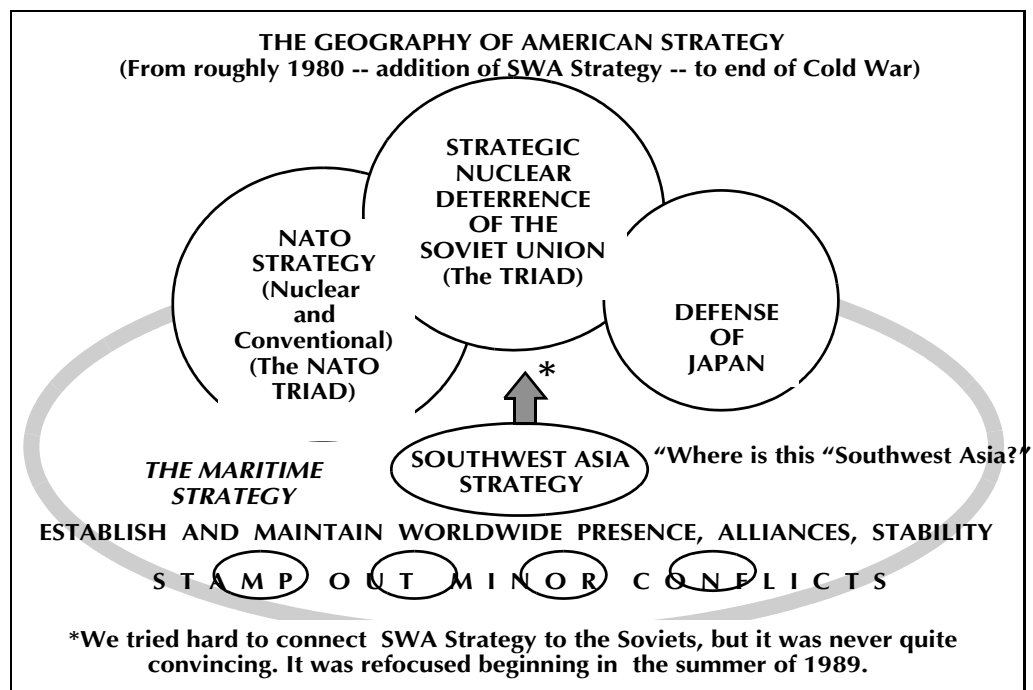 THE GEOGRAPHY OF AMERICAN STRATEGY
(From roughly 1980 -- addition of SWA Strategy -- to end of Cold War)
STRATEGIC
NUCLEAR
DETERRENCE
OF THE
SOVIET UNION
(The TRIAD)
NATO
STRATEGY
(Nuclear
and
Conventional)
(The NATO
TRIAD)
DEFENSE
OF
JAPAN
*
THE MARITIME
STRATEGY
SOUTHWEST ASIA
STRATEGY
“Where is this “Southwest Asia?”
ESTABLISH AND MAINTAIN WORLDWIDE PRESENCE, ALLIANCES, STABILITY
S T A M P O U T M I N O R C O N F L I C T S
*We tried hard to connect SWA Strategy to the Soviets, but it was never quite
convincing. It was refocused beginning in the summer of 1989.